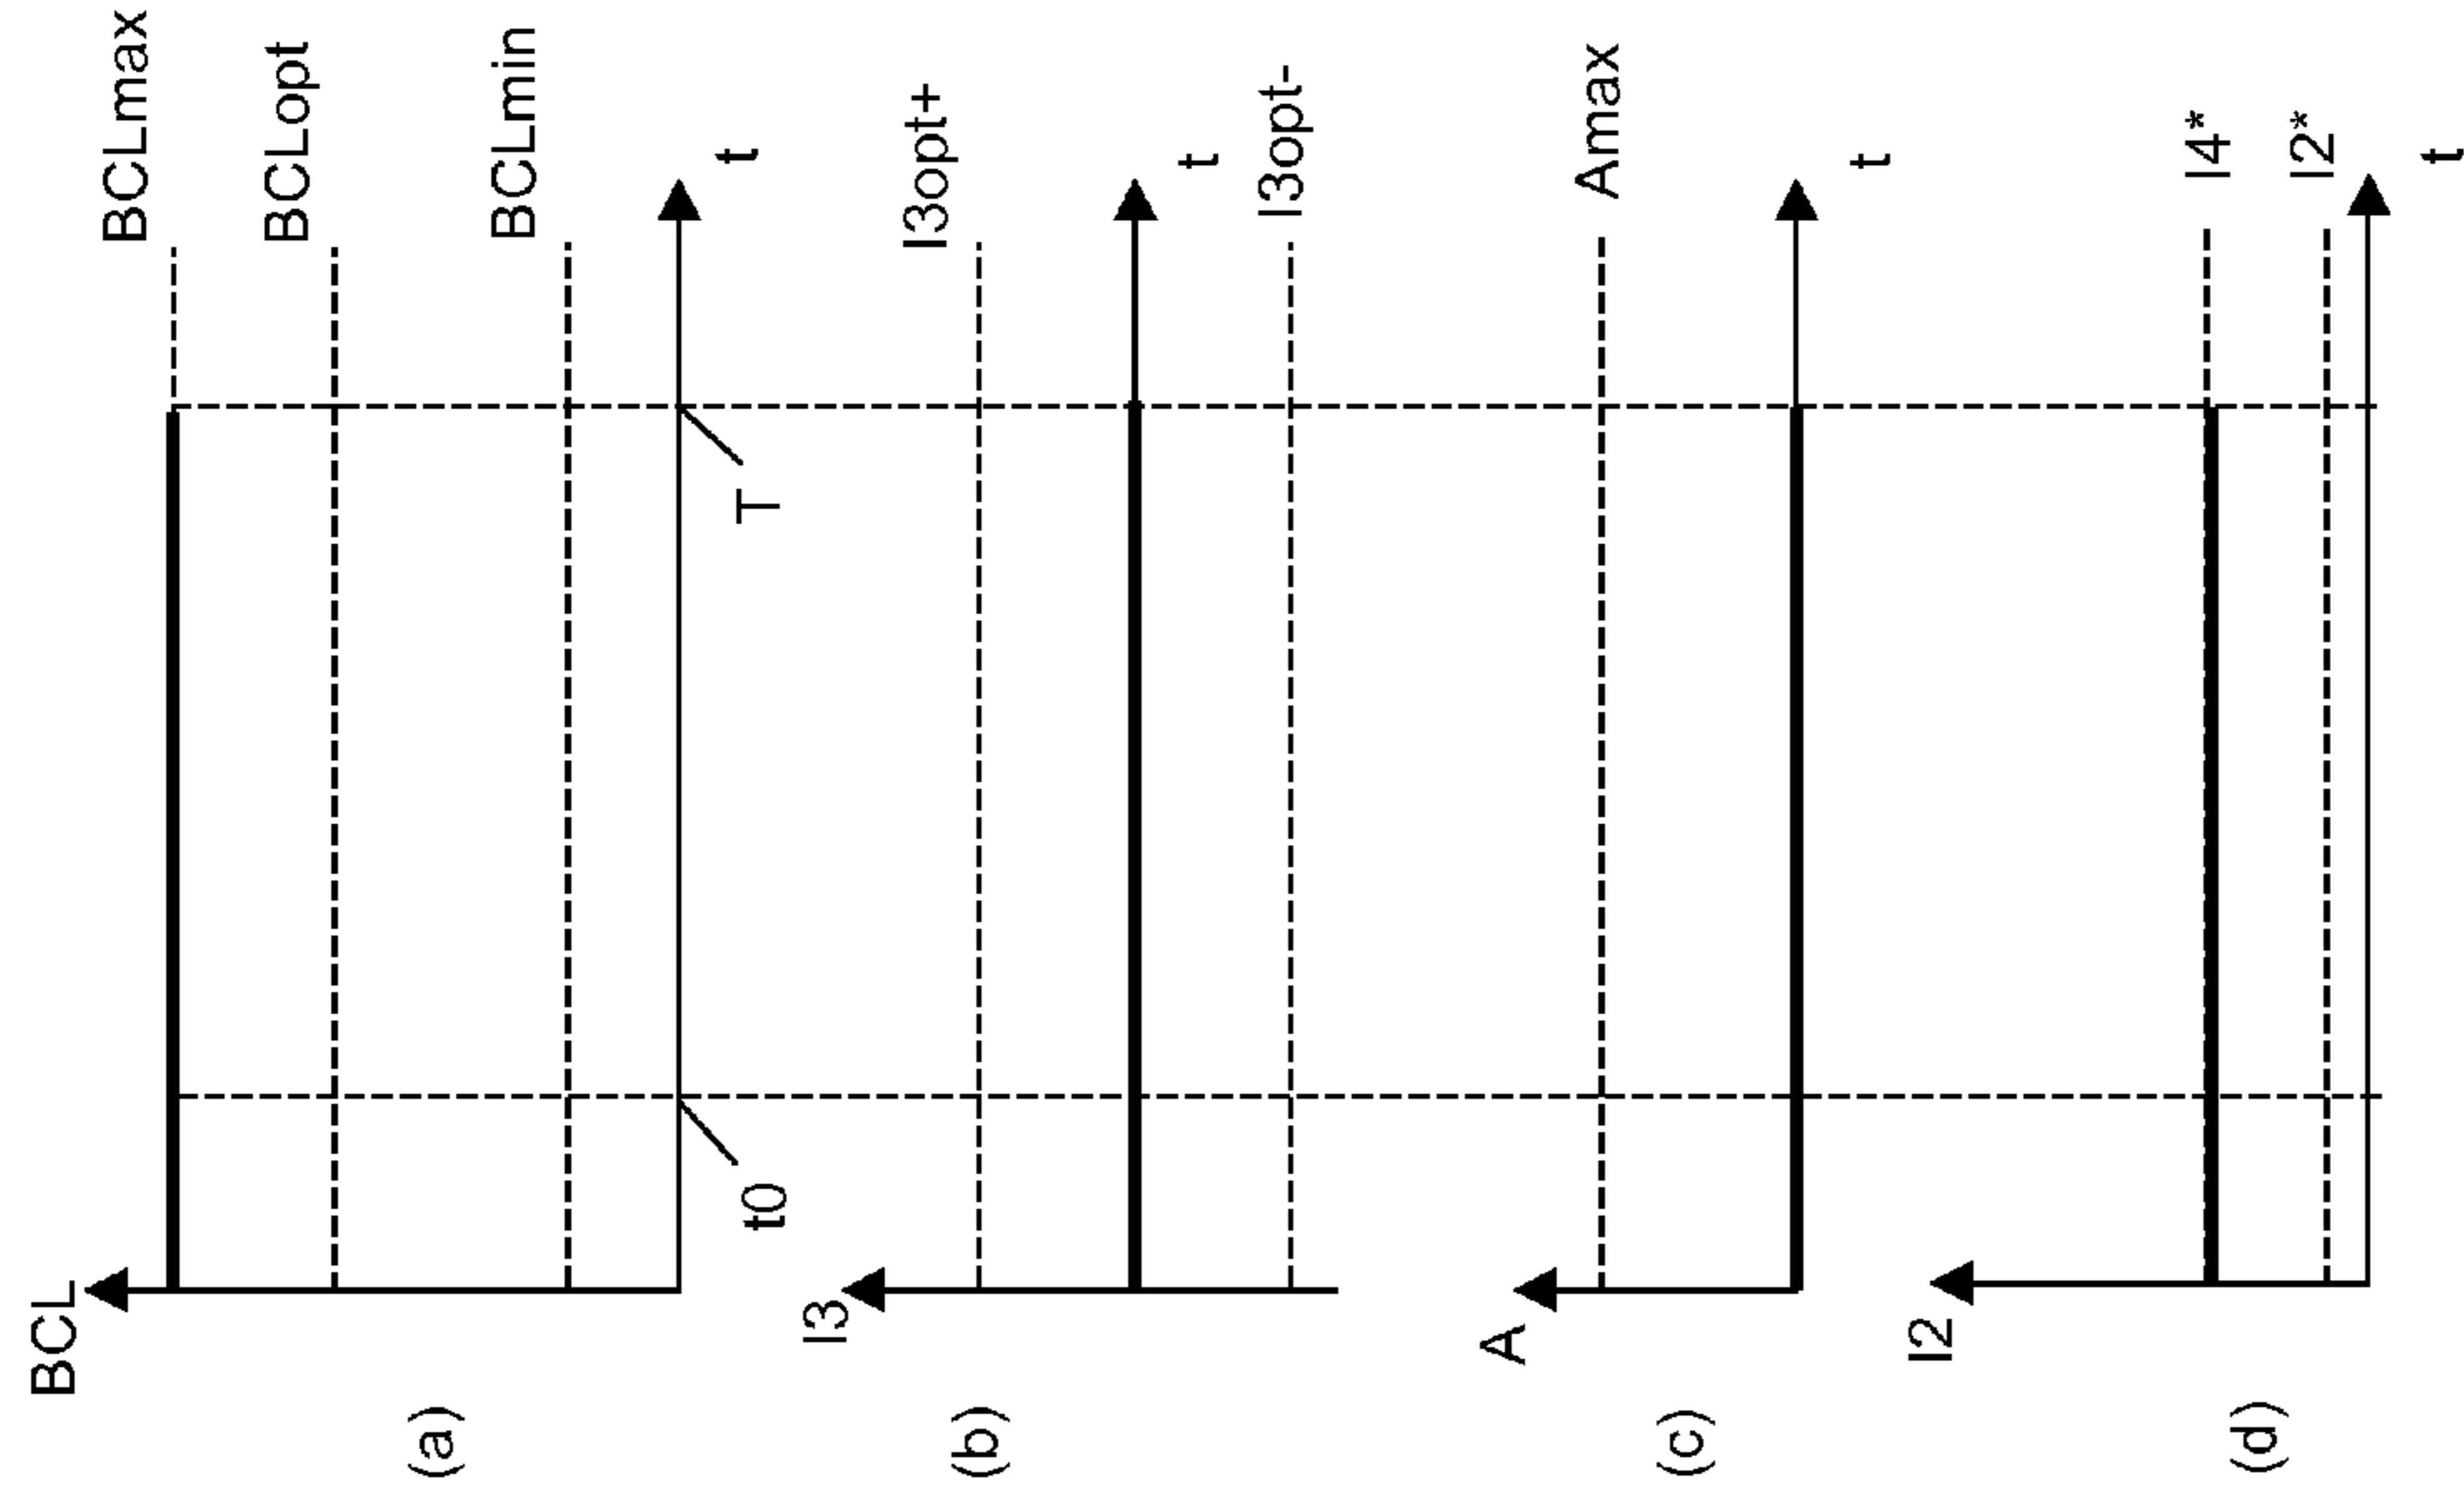 BCL
BCLmax
BCLopt
BCLmin
t
T
t0
(a)
I3
I3opt+
t
I3opt-
(b)
A
Amax
t
(c)
I2
I4*
I2*
t
(d)